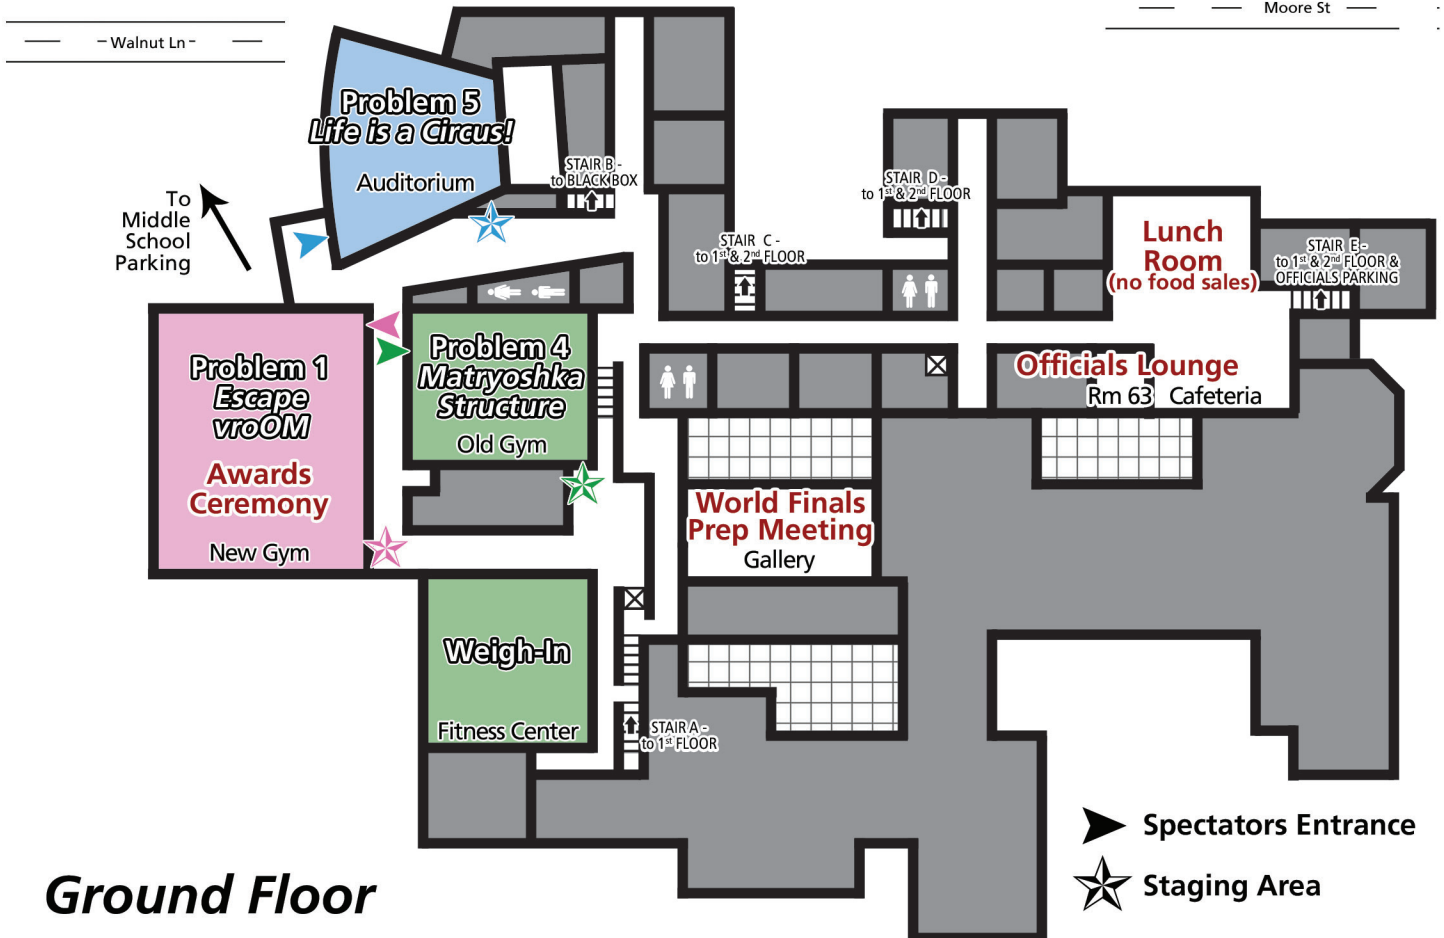 Walnut Ln
Moore St
Problem 5
Life is a Circus!
Auditorium
STAIR B -
to BLACK BOX
To
Middle
School
Parking
STAIR C -
to 1st & 2nd FLOOR
STAIR D -
to 1st & 2nd FLOOR
Lunch
Room
(no food sales)
STAIR E -
to 1st & 2nd FLOOR &
OFFICIALS PARKING
Problem 1
Escape
vroOM
Awards
Ceremony
New Gym
Problem 4
Matryoshka
Structure
Old Gym
Officials Lounge
Rm 63
Cafeteria
World Finals
Prep Meeting
Gallery
Weigh-In
Fitness Center
STAIR A -
to 1st FLOOR
Spectators Entrance
Staging Area
Ground Floor